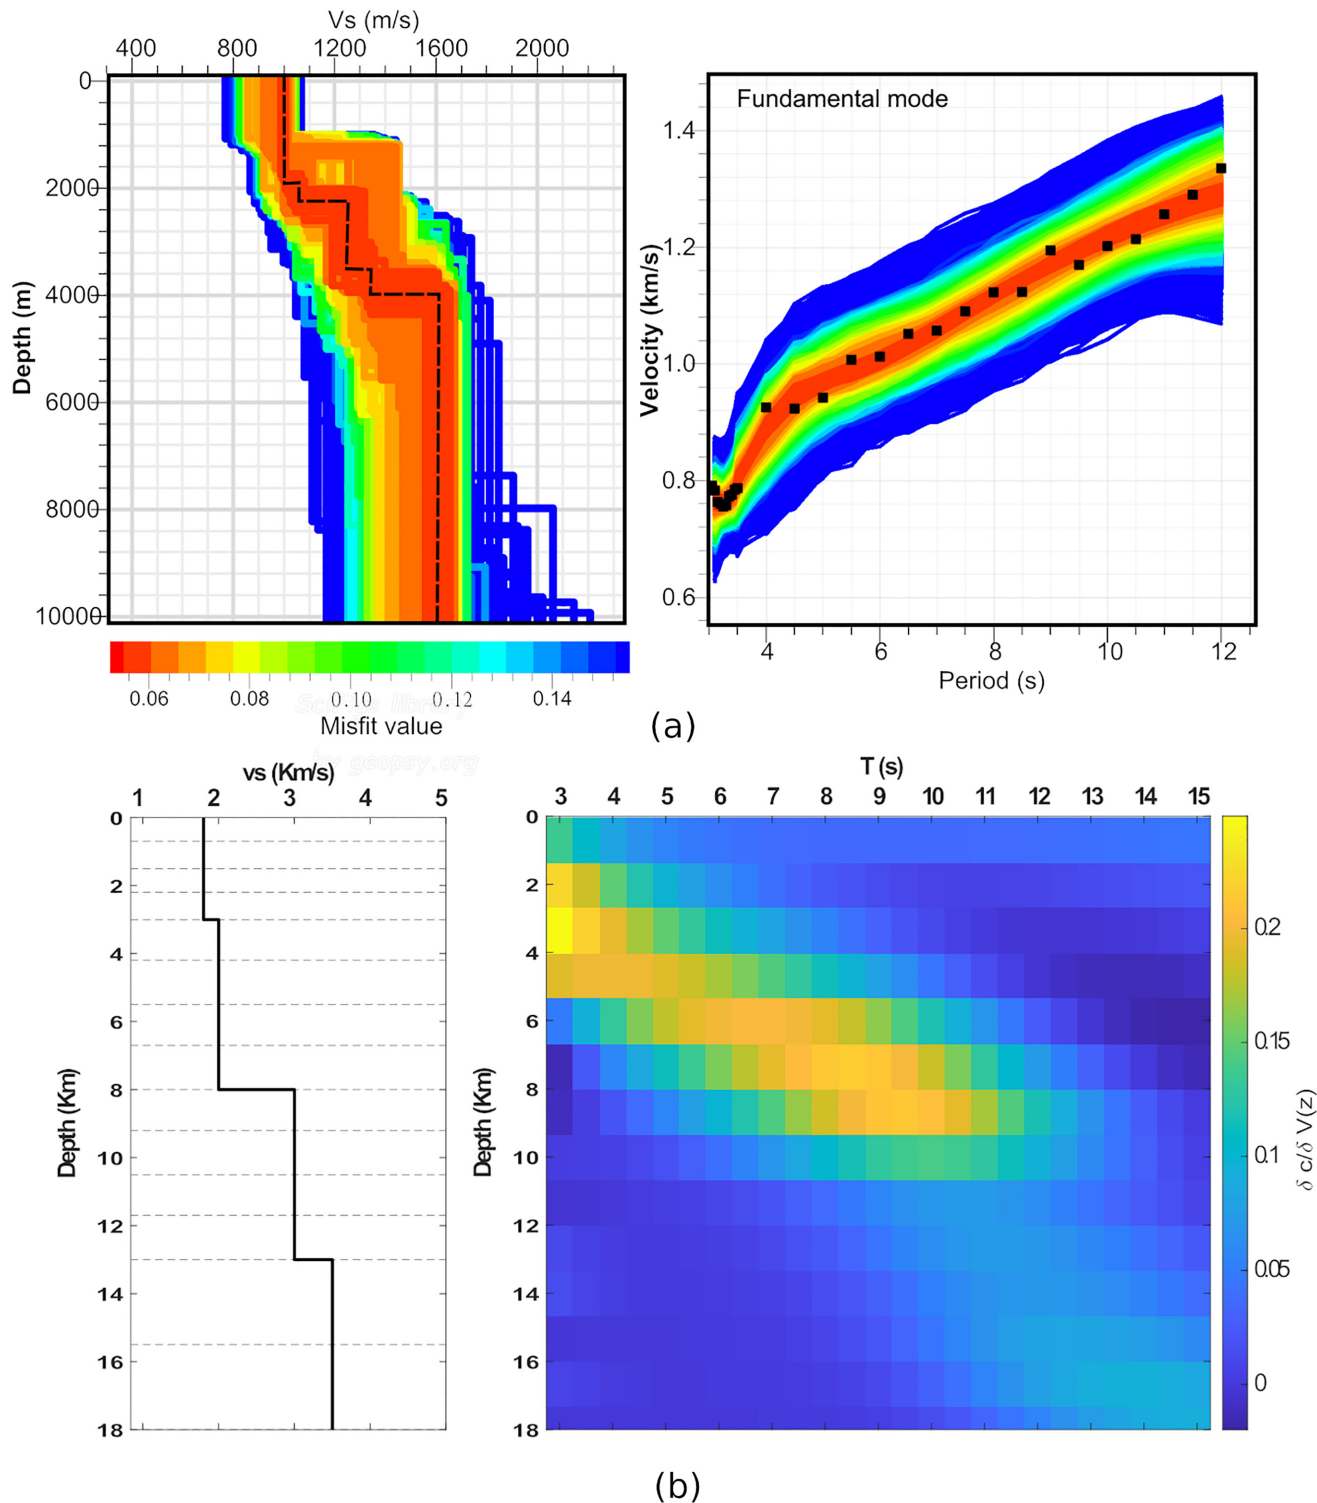 Vs (m/s)
400 800 1200 1600 2000
0
2000
4000
6000
8000
10000
Depth (m)
0.06 0.08 0.10 0.12 0.14
Misfit value
by geopsy.org
Fundamental mode
1.4
1.2
1.0
0.8
0.6
Velocity (km/s)
4 6 8 10 12
Period (s)
(a)
vs (Km/s)
1 2 3 4 5
0
2
4
6
8
10
12
14
16
18
Depth (Km)
T (s)
3 4 5 6 7 8 9 10 11 12 13 14 15
0
2
4
6
8
10
12
14
16
18
Depth (Km)
0.2
0.15
0.1
0.05
0
δ c/δ V(z)
(b)